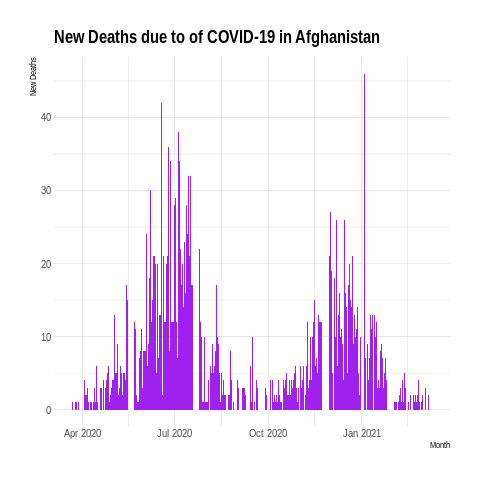 New Deaths due to of COVID-19 in Afghanistan
New Deaths
40
30
20
10
0
Apr 2020 Jul 2020 Oct 2020 Jan 2021
Month